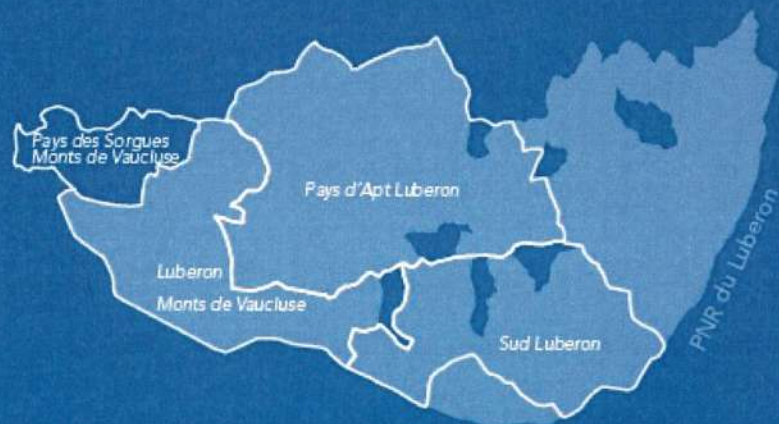 Pays des Sorgues
Monts de Vaucluse
Pays d'Apt Luberon
Luberon
Monts de Vaucluse
Sud Luberon
PNR du Luberon